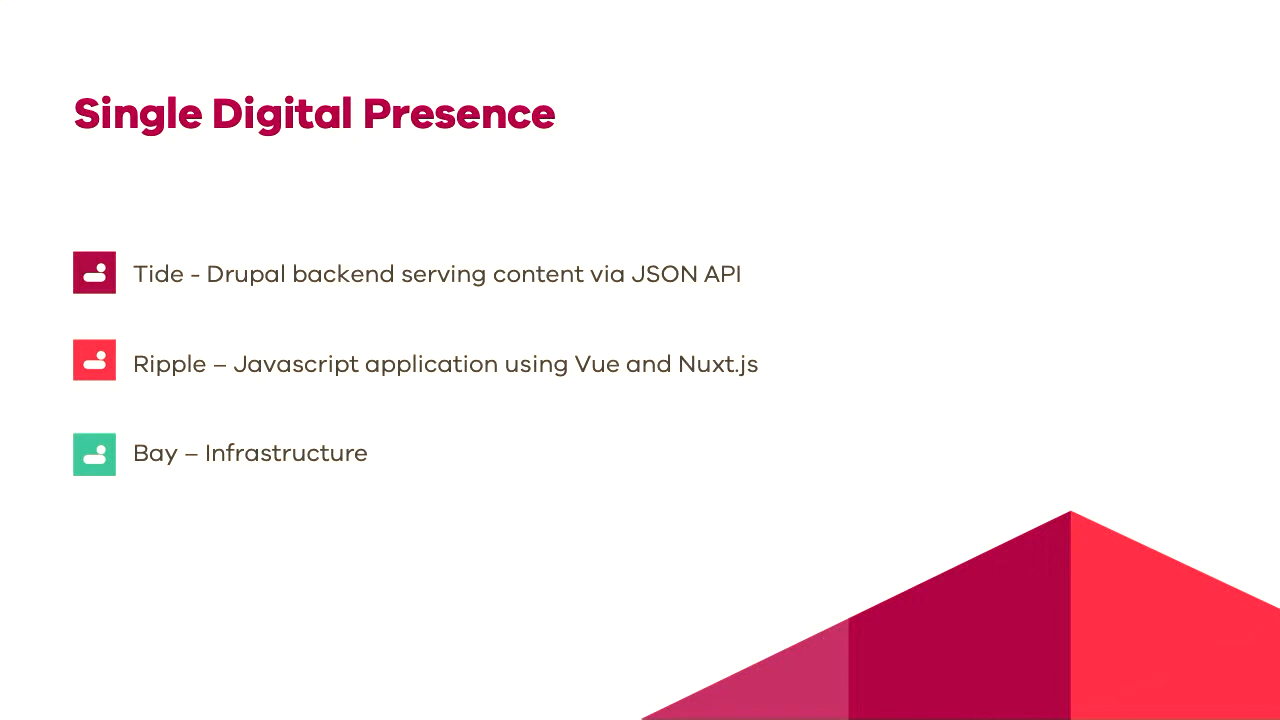 Single Digital Presence
Tide - Drupal backend serving content via JSON API
Ripple – Javascript application using Vue and Nuxt.js
Bay – Infrastructure